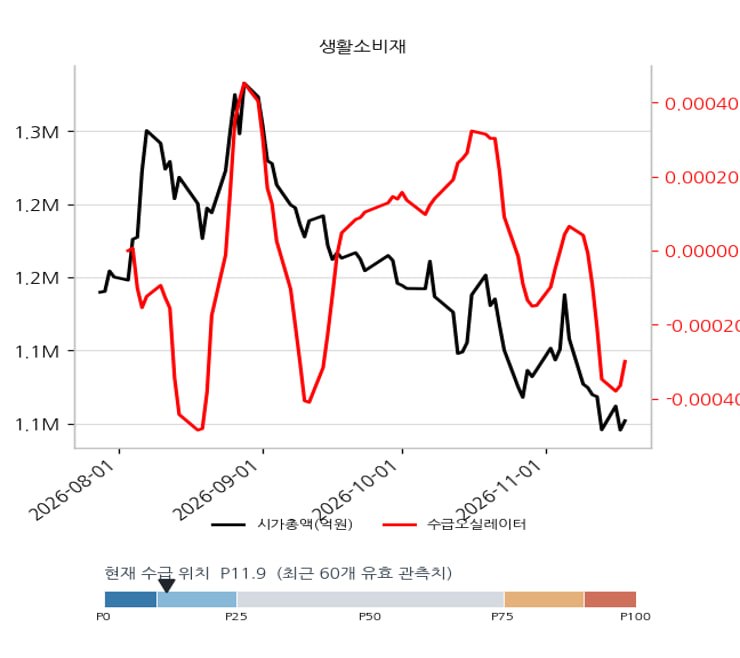 생활소비재
1.3M
1.2M
1.2M
1.1M
1.1M
0.00040
0.00020
0.00000
-0.00020
-0.00040
2026-08-01
2026-09-01
2026-10-01
2026-11-01
시가총액(억원)
수급오실레이터
현재 수급 위치 P11.9 (최근 60개 유효 관측치)
P0
P25
P50
P75
P100